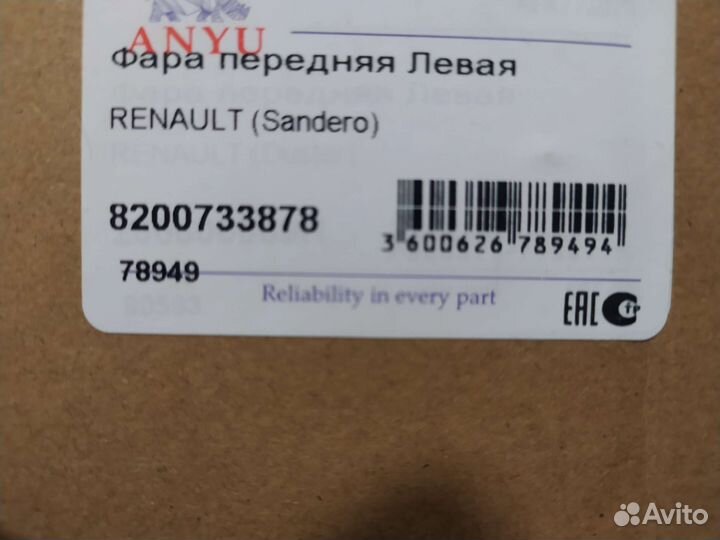 ANYU
Фара передняя Левая
RENAULT (Sandero)
8200733878
3 600626 789494
78949
Reliability in every part
EAC
Avito